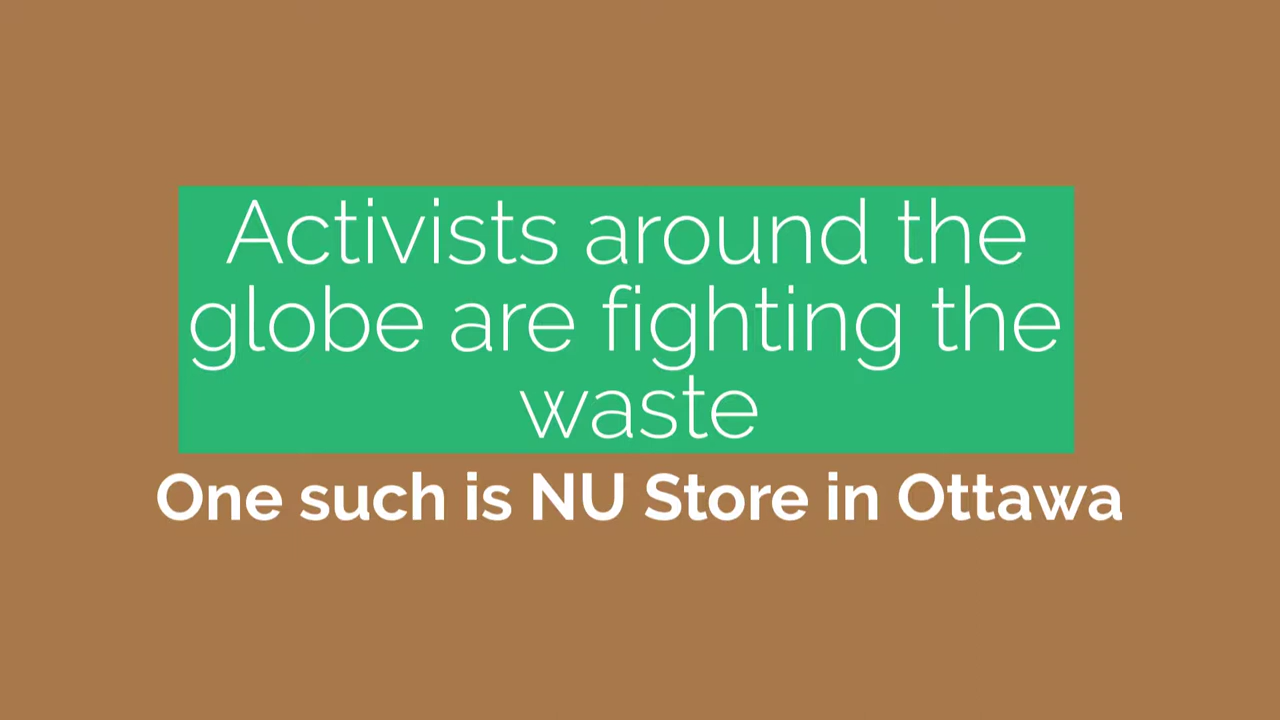 Activists around the
globe are fighting the
waste
One such is NU Store in Ottawa